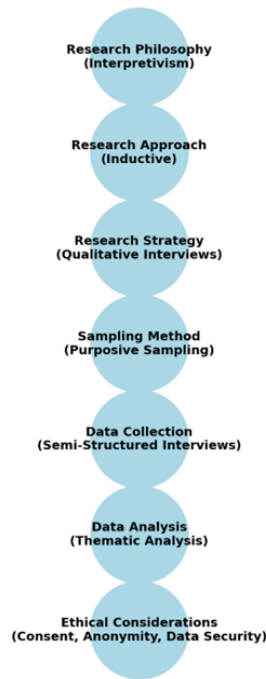 Research Philosophy
(Interpretivism)
Research Approach
(Inductive)
Research Strategy
(Qualitative Interviews)
Sampling Method
(Purposive Sampling)
Data Collection
(Semi-Structured Interviews)
Data Analysis
(Thematic Analysis)
Ethical Considerations
(Consent, Anonymity, Data Security)